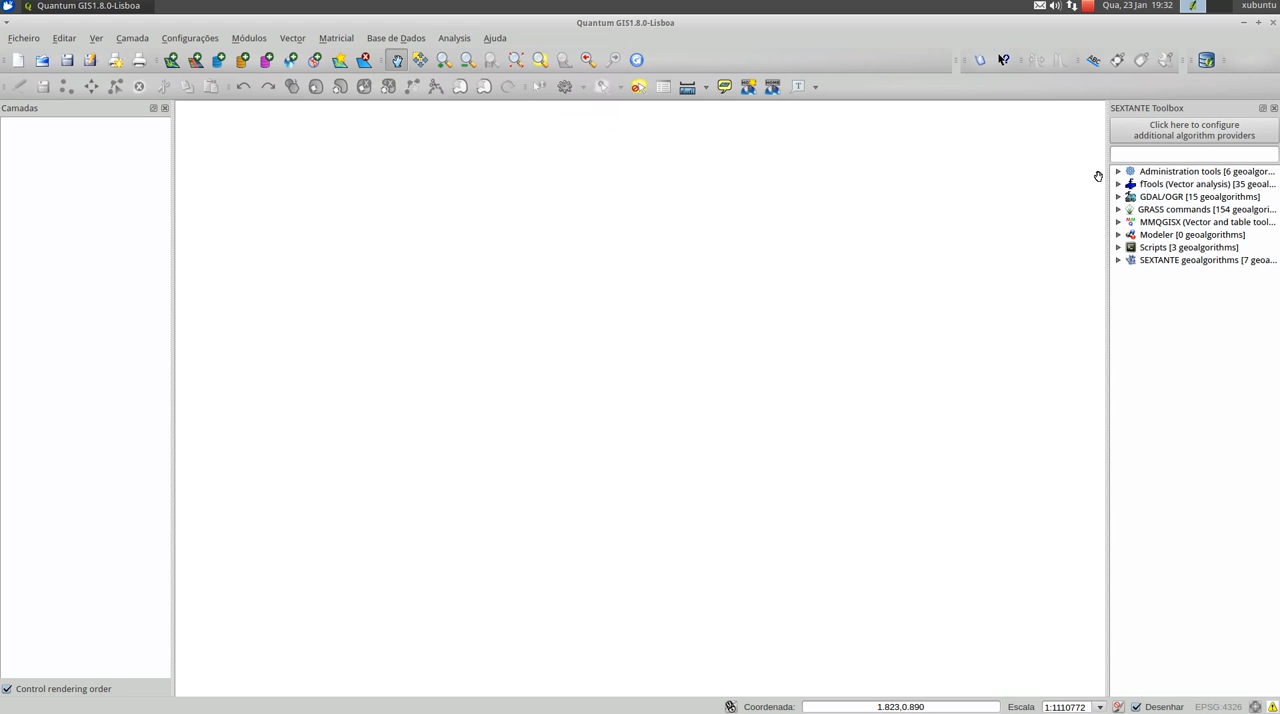 Quantum GIS1.8.0-Lisboa
Qua, 23 Jan 19:32
xubuntu
Quantum GIS1.8.0-Lisboa
Ficheiro Editar Ver Camada Configurações Módulos Vector Matricial Base de Dados Analysis Ajuda
Camadas
SEXTANTE Toolbox
Click here to configure
additional algorithm providers
Administration tools [6 geoalgor...
fTools (Vector analysis) [35 geoal...
GDAL/OGR [15 geoalgorithms]
GRASS commands [154 geoalgori...
MMQGISX (Vector and table tool...
Modeler [0 geoalgorithms]
Scripts [3 geoalgorithms]
SEXTANTE geoalgorithms [7 geoa...
Control rendering order
Coordenada: 1.823,0.890 Escala 1:1110772 Desenhar EPSG:4326